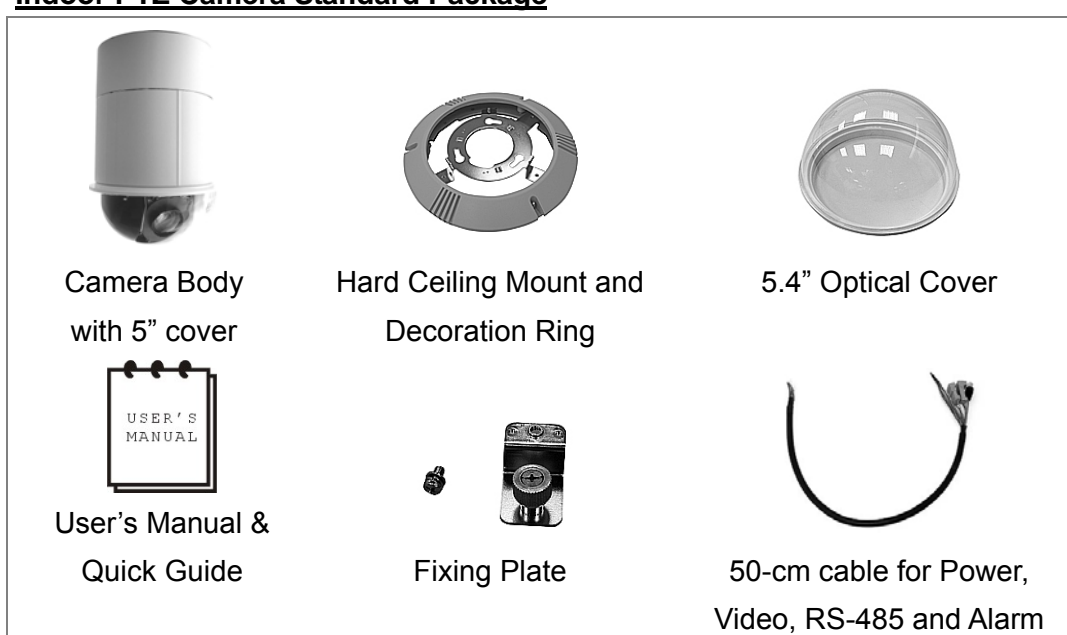 Camera Body
with 5” cover
Hard Ceiling Mount and
Decoration Ring
5.4” Optical Cover
USER’S
MANUAL
User’s Manual &
Quick Guide
Fixing Plate
50-cm cable for Power,
Video, RS-485 and Alarm